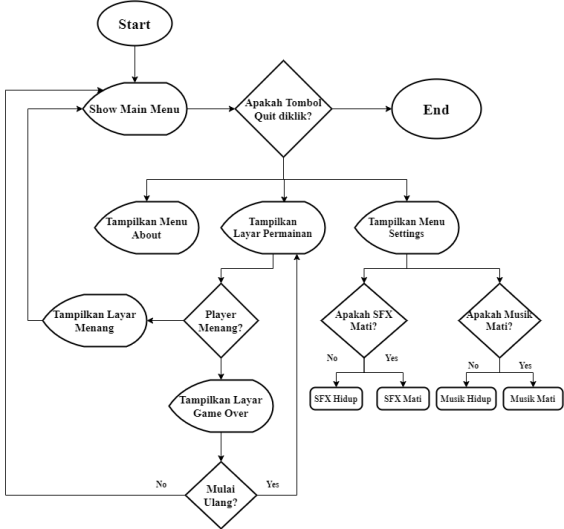 Start
Show Main Menu
Apakah Tombol
Quit diklik?
End
Tampilkan Menu
About
Tampilkan
Layar Permainan
Tampilkan Menu
Settings
Tampilkan Layar
Menang
Player
Menang?
Apakah SFX
Mati?
Apakah Musik
Mati?
No
Yes
No
Yes
SFX Hidup
SFX Mati
Musik Hidup
Musik Mati
Tampilkan Layar
Game Over
No
Mulai
Ulang?
Yes